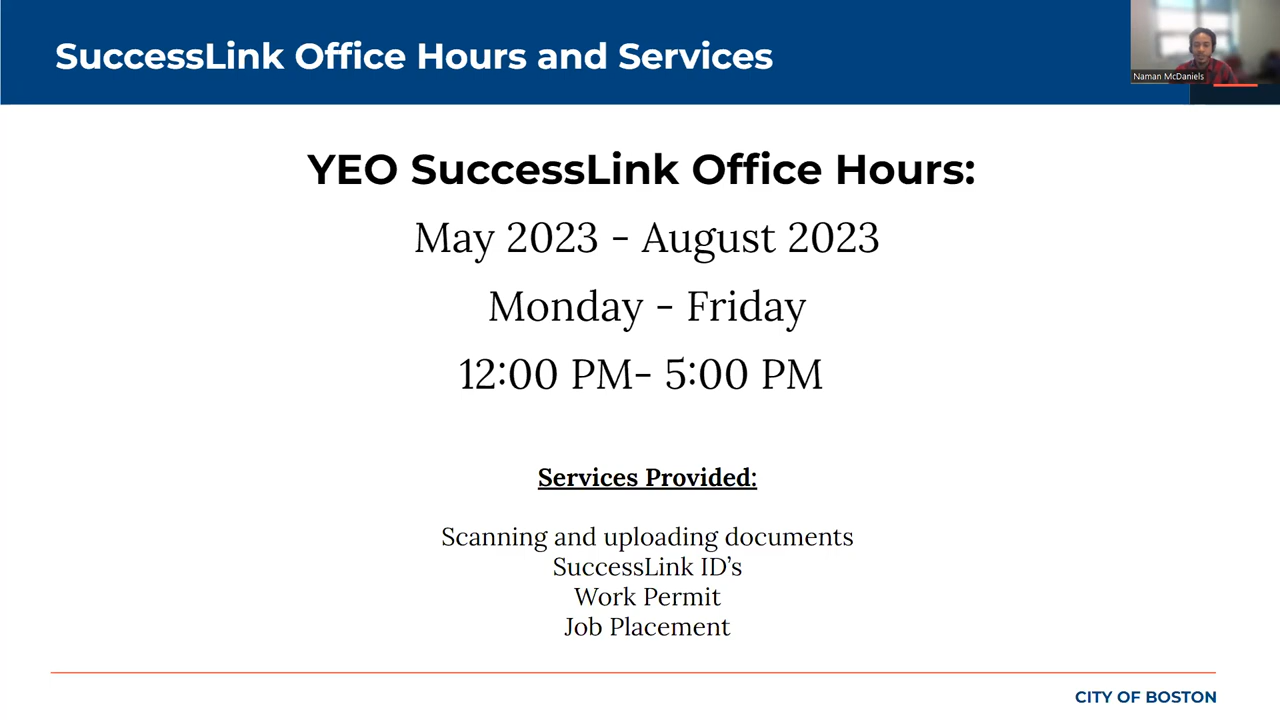 SuccessLink Office Hours and Services
Naman McDaniels
YEO SuccessLink Office Hours:
May 2023 - August 2023
Monday - Friday
12:00 PM- 5:00 PM
Services Provided:
Scanning and uploading documents
SuccessLink ID’s
Work Permit
Job Placement
CITY OF BOSTON